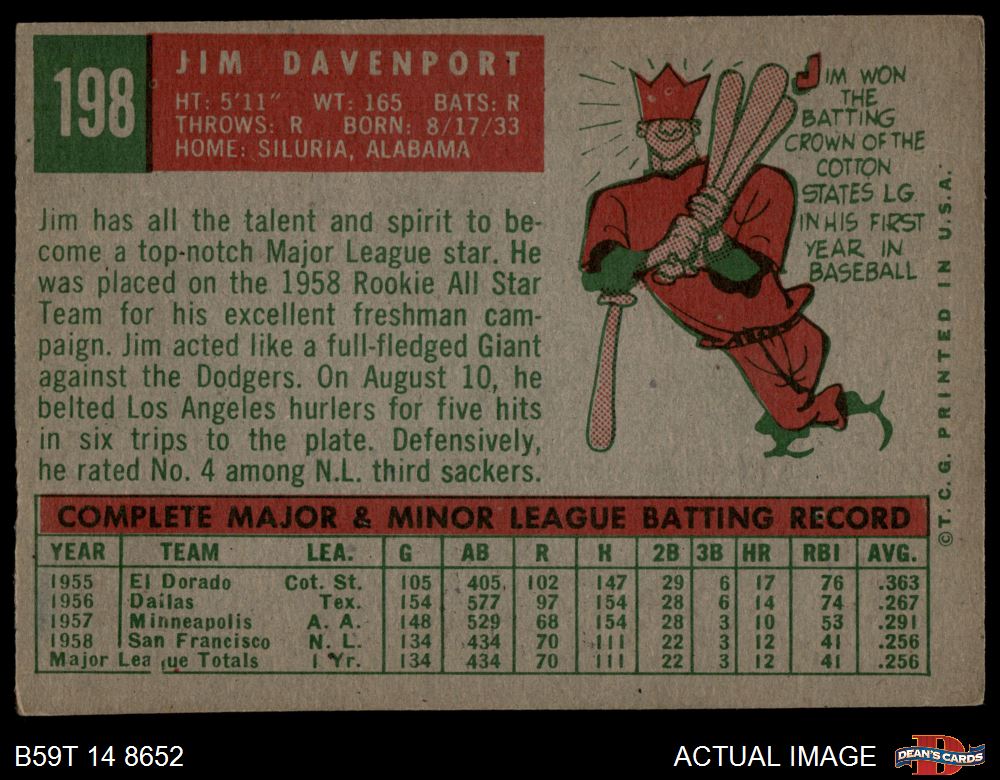 198
JIM DAVENPORT
HT: 5'11" WT: 165 BATS: R
THROWS: R BORN: 8/17/33
HOME: SILURIA, ALABAMA
Jim has all the talent and spirit to be-
come a top-notch Major League star. He
was placed on the 1958 Rookie All Star
Team for his excellent freshman cam-
paign. Jim acted like a full-fledged Giant
against the Dodgers. On August 10, he
belted Los Angeles hurlers for five hits
in six trips to the plate. Defensively,
he rated No. 4 among N.L. third sackers.
JIM WON
THE
BATTING
CROWN OF THE
COTTON
STATES LG.
IN HIS FIRST
YEAR IN
BASEBALL
©T. C. G. PRINTED IN U.S.A.
COMPLETE MAJOR & MINOR LEAGUE BATTING RECORD
YEAR TEAM LEA. G AB R H 2B 3B HR RBI AVG.
1955 El Dorado Cot. St. 105 405 102 147 29 6 17 76 .363
1956 Dallas Tex. 154 577 97 154 28 6 14 74 .267
1957 Minneapolis A. A. 148 529 68 154 28 3 10 53 .291
1958 San Francisco N. L. 134 434 70 111 22 3 12 41 .256
Major League Totals 1 Yr. 134 434 70 111 22 3 12 41 .256
B59T 14 8652
ACTUAL IMAGE
D
DEAN'S CARDS